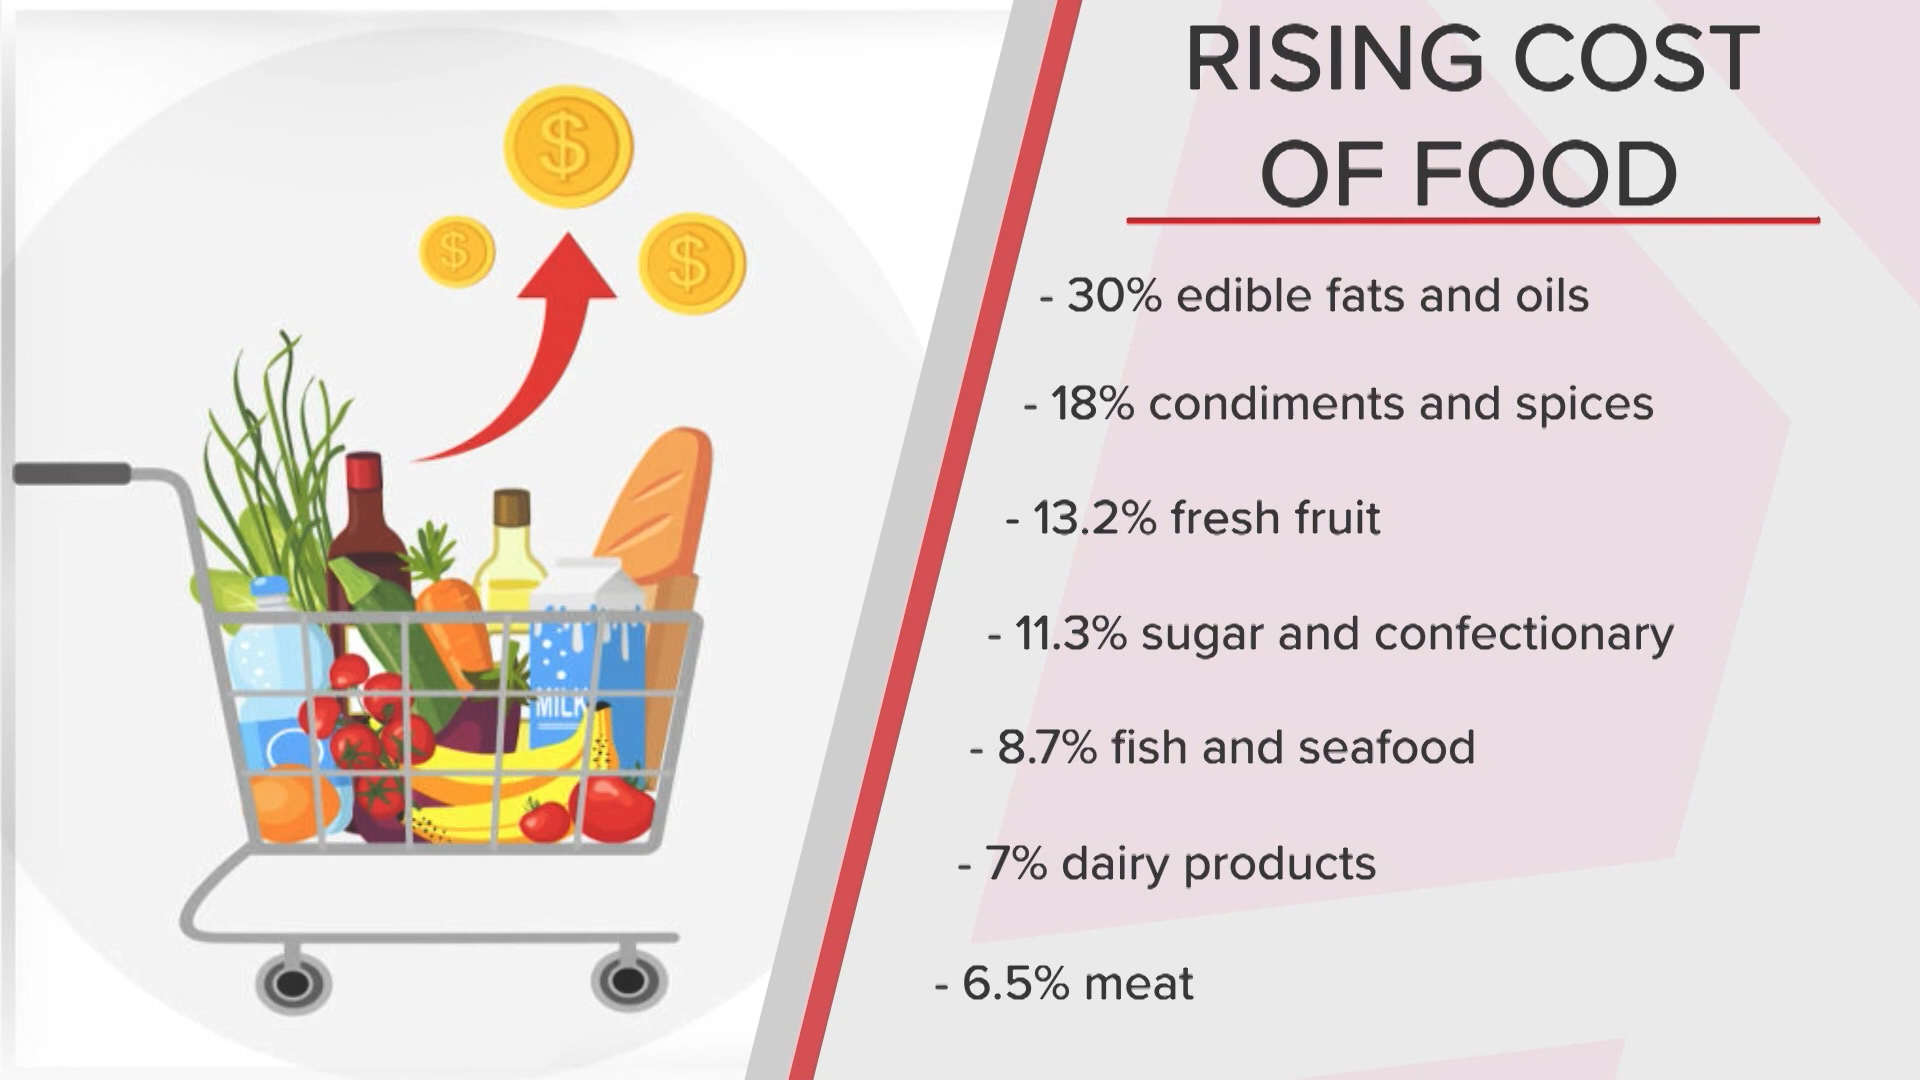 RISING COST
OF FOOD
- 30% edible fats and oils
- 18% condiments and spices
- 13.2% fresh fruit
- 11.3% sugar and confectionary
- 8.7% fish and seafood
- 7% dairy products
- 6.5% meat
$
$
$
MILK